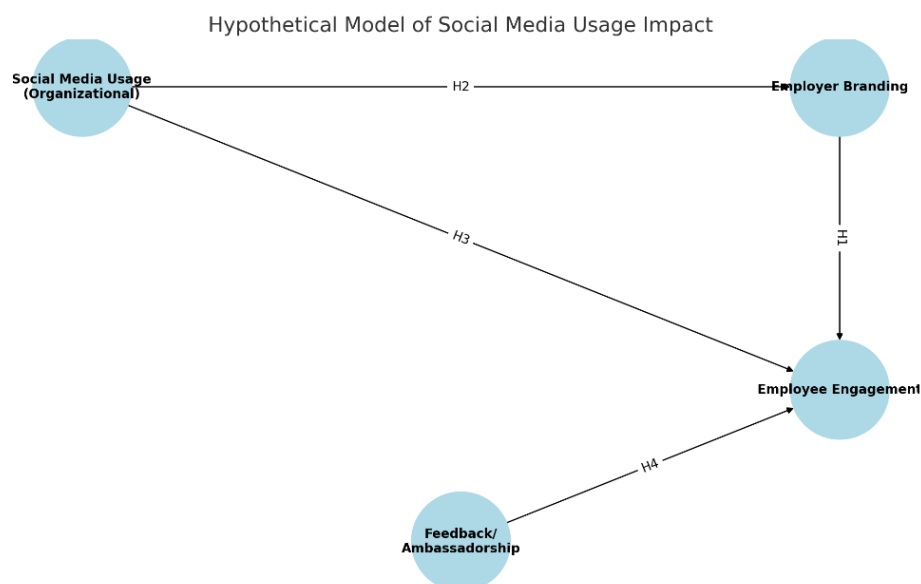 Hypothetical Model of Social Media Usage Impact
Social Media Usage
(Organizational)
H2
Employer Branding
H3
H1
Employee Engagement
H4
Feedback/
Ambassadorship